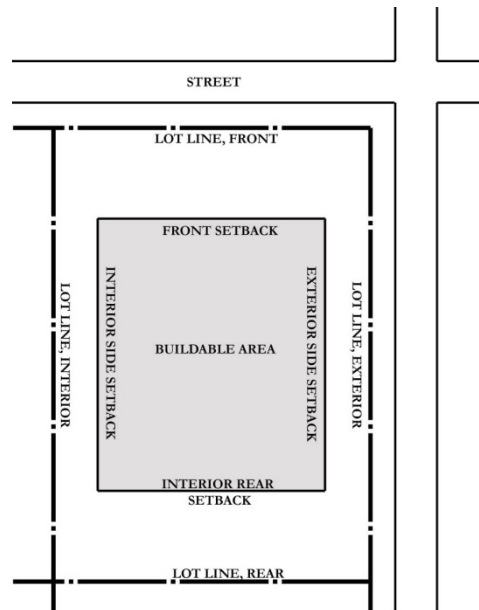 STREET
LOT LINE, FRONT
FRONT SETBACK
LOT LINE, INTERIOR
INTERIOR SIDE SETBACK
BUILDABLE AREA
EXTERIOR SIDE SETBACK
LOT LINE, EXTERIOR
INTERIOR REAR
SETBACK
LOT LINE, REAR